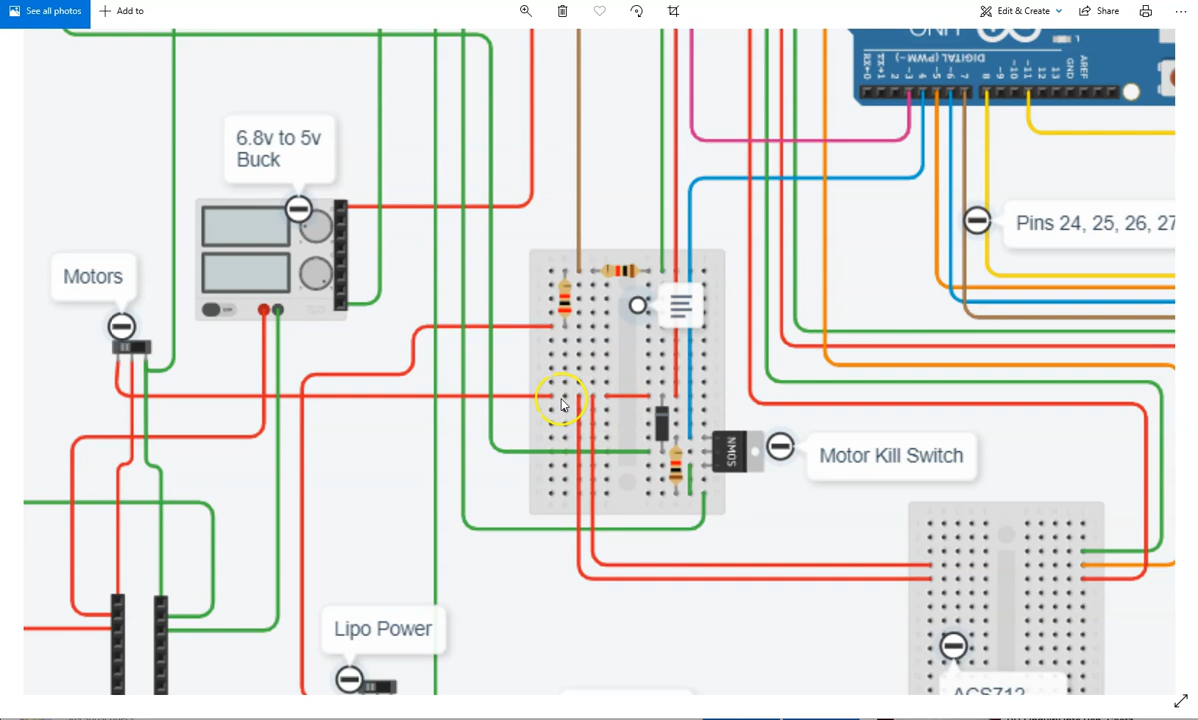 See all photos
Add to
Edit & Create
Share
UNO
L
DIGITAL (PWM~)
RX←0
TX→1
2
~3
4
~5
~6
7
8
~9
~10
~11
12
13
GND
AREF
6.8v to 5v
Buck
Motors
Pins 24, 25, 26, 27
NMOS
Motor Kill Switch
Lipo Power
ACS712